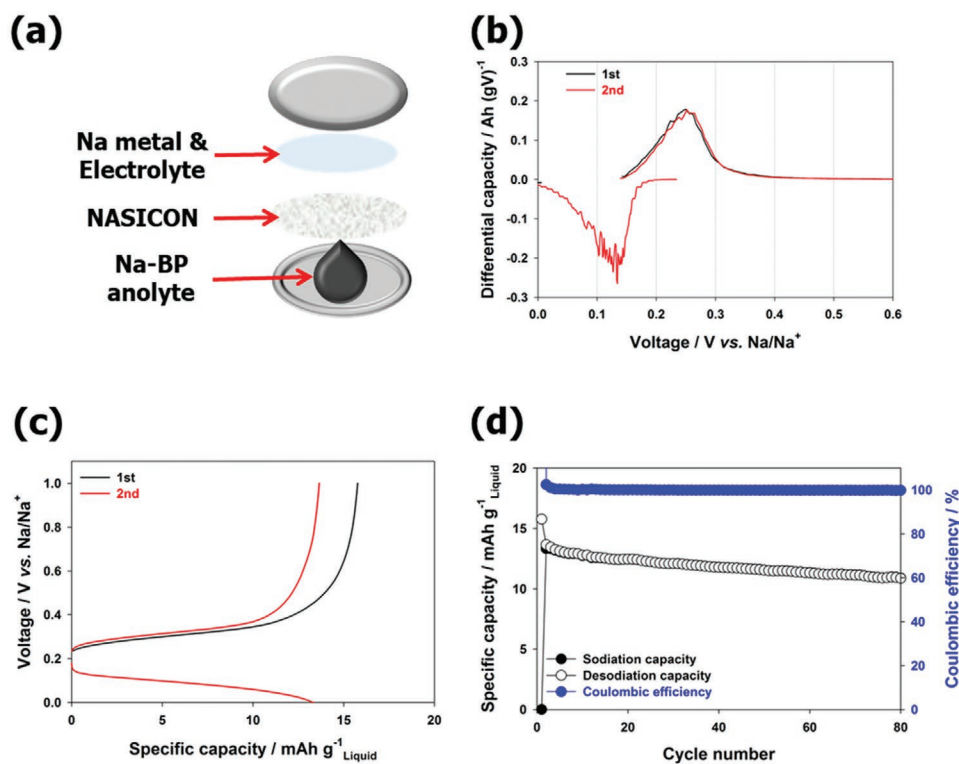 (a)
Na metal &
Electrolyte
NASICON
Na-BP
anolyte
(b)
Differential capacity / Ah (gV)⁻¹
0.3
0.2
0.1
0.0
-0.1
-0.2
-0.3
1st
2nd
0.0 0.1 0.2 0.3 0.4 0.5 0.6
Voltage / V vs. Na/Na⁺
(c)
Voltage / V vs. Na/Na⁺
1.0
0.8
0.6
0.4
0.2
0.0
1st
2nd
0 5 10 15 20
Specific capacity / mAh g⁻¹Liquid
(d)
Specific capacity / mAh g⁻¹Liquid
20
15
10
5
0
Sodiation capacity
Desodiation capacity
Coulombic efficiency
100
80
60
40
20
0
Coulombic efficiency / %
20 40 60 80
Cycle number